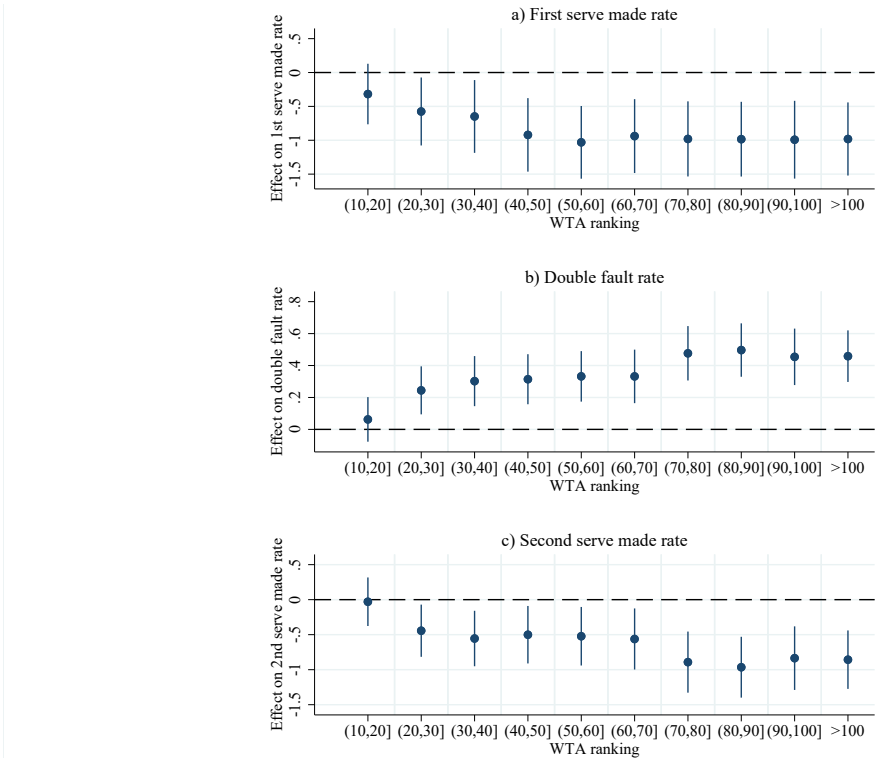 a) First serve made rate
Effect on 1st serve made rate
.5
0
-.5
-1
-1.5
(10,20] (20,30] (30,40] (40,50] (50,60] (60,70] (70,80] (80,90] (90,100] >100
WTA ranking
b) Double fault rate
Effect on double fault rate
.8
.6
.4
.2
0
(10,20] (20,30] (30,40] (40,50] (50,60] (60,70] (70,80] (80,90] (90,100] >100
WTA ranking
c) Second serve made rate
Effect on 2nd serve made rate
.5
0
-.5
-1
-1.5
(10,20] (20,30] (30,40] (40,50] (50,60] (60,70] (70,80] (80,90] (90,100] >100
WTA ranking